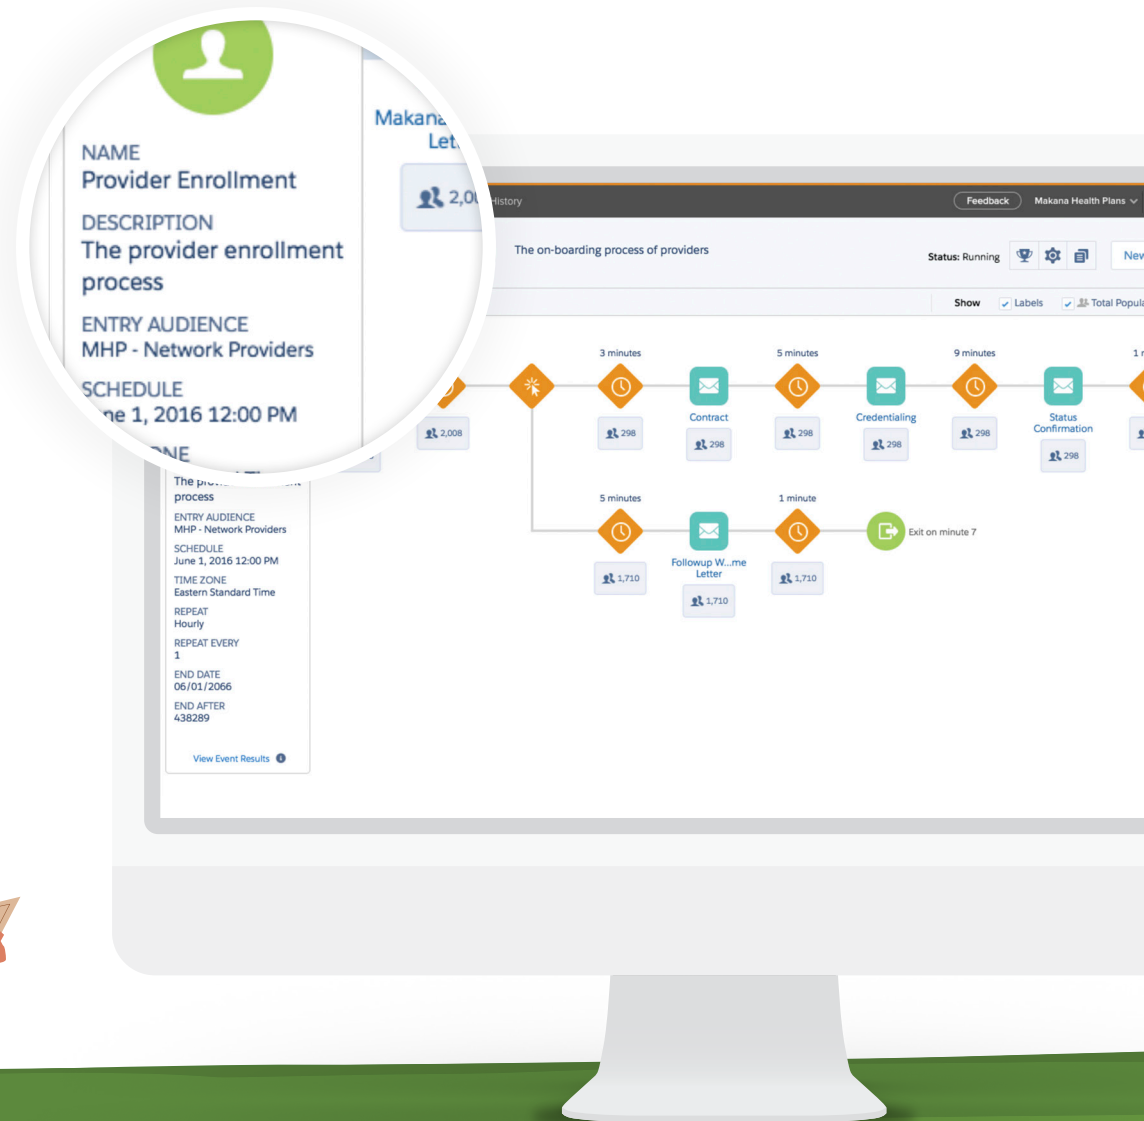 NAME
Provider Enrollment
DESCRIPTION
The provider enrollment
process
ENTRY AUDIENCE
MHP - Network Providers
SCHEDULE
1, 2016 12:00 PM
Makana
2,00
History
Feedback
Makana Health Plans
The on-boarding process of providers
Status: Running
New
Show
Labels
Total Popula
3 minutes
5 minutes
9 minutes
2,008
298
Contract
298
298
Credentialing
298
298
Status
Confirmation
298
5 minutes
1 minute
Exit on minute 7
1,710
Followup W...me
Letter
1,710
1,710
The
process
ENTRY AUDIENCE
MHP - Network Providers
SCHEDULE
June 1, 2016 12:00 PM
TIME ZONE
Eastern Standard Time
REPEAT
Hourly
REPEAT EVERY
1
END DATE
06/01/2066
END AFTER
438289
View Event Results